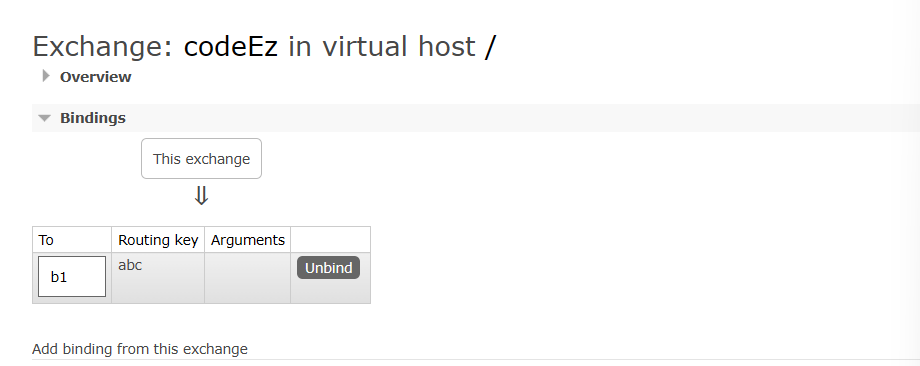 Exchange: codeEz in virtual host /
Overview
Bindings
This exchange
⇓
To Routing key Arguments
b1 abc Unbind
Add binding from this exchange